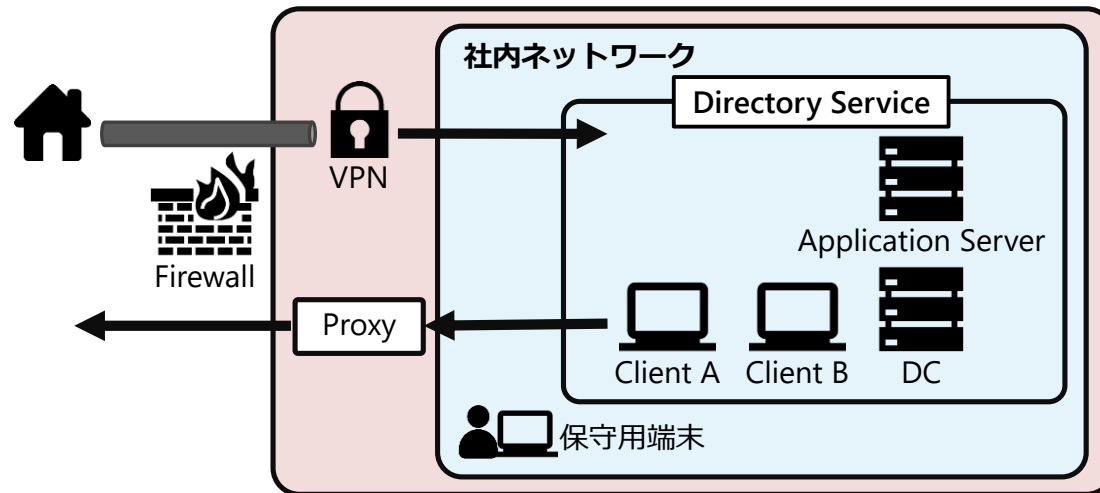 社内ネットワーク
Directory Service
VPN
Application Server
Firewall
Proxy
Client A
Client B
DC
保守用端末